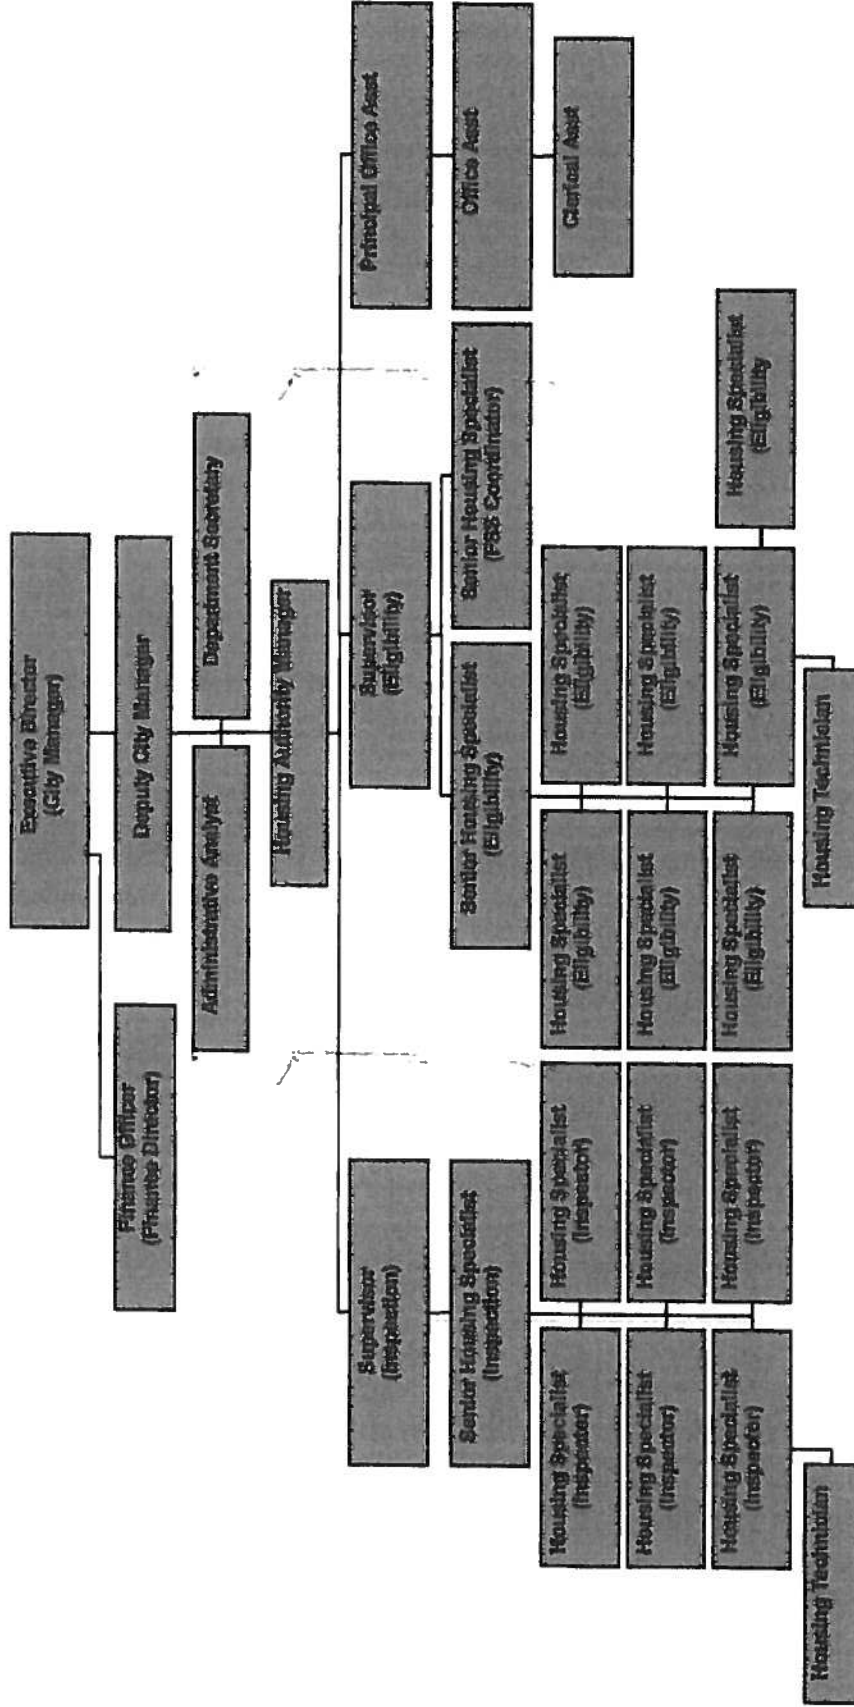 Executive Director
(City Manager)
Finance Officer
(Finance Director)
Deputy City Manager
Administrative Analyst
Department Secretary
Housing Authority Manager
Supervisor
(Inspection)
Supervisor
(Eligibility)
Principal Office Asst
Senior Housing Specialist
(Inspection)
Senior Housing Specialist
(Eligibility)
Senior Housing Specialist
(FSS Coordinator)
Office Asst
Housing Specialist
(Inspector)
Housing Specialist
(Inspector)
Housing Specialist
(Eligibility)
Housing Specialist
(Eligibility)
Clerical Asst
Housing Specialist
(Inspector)
Housing Specialist
(Inspector)
Housing Specialist
(Eligibility)
Housing Specialist
(Eligibility)
Housing Specialist
(Inspector)
Housing Specialist
(Inspector)
Housing Specialist
(Eligibility)
Housing Specialist
(Eligibility)
Housing Specialist
(Eligibility
Housing Technician
Housing Technician